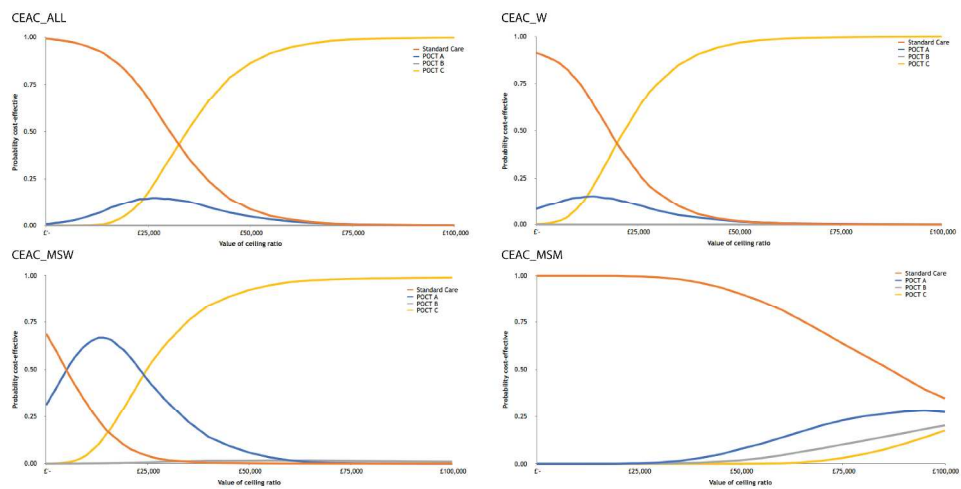 CEAC_ALL
1.00
0.75
0.50
0.25
0.00
Probability cost-effective
Standard Care
POCT A
POCT B
POCT C
£-
£25,000
£50,000
£75,000
£100,000
Value of ceiling ratio
CEAC_W
1.00
0.75
0.50
0.25
0.00
Probability cost-effective
Standard Care
POCT A
POCT B
POCT C
£-
£25,000
£50,000
£75,000
£100,000
Value of ceiling ratio
CEAC_MSW
1.00
0.75
0.50
0.25
0.00
Probability cost-effective
Standard Care
POCT A
POCT B
POCT C
£-
£25,000
£50,000
£75,000
£100,000
Value of ceiling ratio
CEAC_MSM
1.00
0.75
0.50
0.25
0.00
Probability cost-effective
Standard Care
POCT A
POCT B
POCT C
£-
£25,000
£50,000
£75,000
£100,000
Value of ceiling ratio